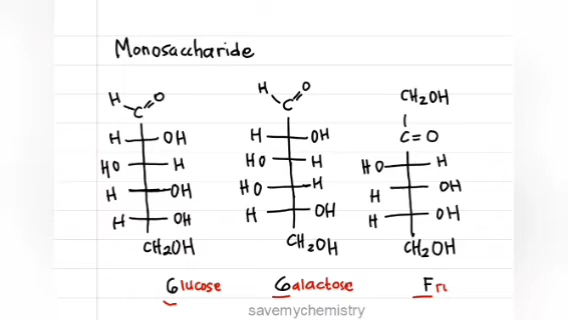 Monosaccharide
H C O H C O CH2OH
H OH H OH C=O
HO H HO H HO H
H OH HO H H OH
H OH H OH H OH
CH2OH CH2OH CH2OH
Glucose Galactose Fr
savemychemistry